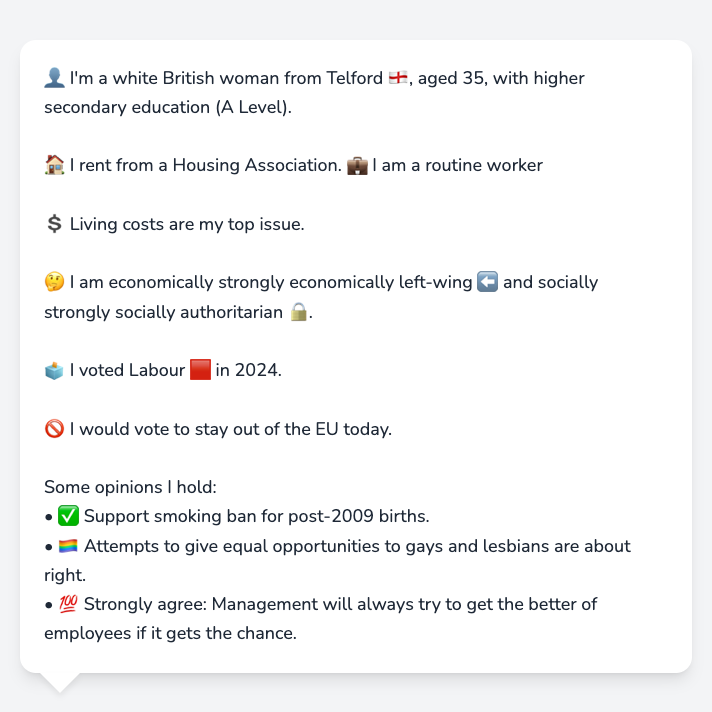 👤 I'm a white British woman from Telford 🏴󠁧󠁢󠁥󠁮󠁧󠁿, aged 35, with higher
secondary education (A Level).
🏠 I rent from a Housing Association. 💼 I am a routine worker
💲 Living costs are my top issue.
🤔 I am economically strongly economically left-wing ⬅️ and socially
strongly socially authoritarian 🔒.
🗳️ I voted Labour 🟥 in 2024.
🚫 I would vote to stay out of the EU today.
Some opinions I hold:
• ✅ Support smoking ban for post-2009 births.
• 🏳️‍🌈 Attempts to give equal opportunities to gays and lesbians are about
right.
• 💯 Strongly agree: Management will always try to get the better of
employees if it gets the chance.